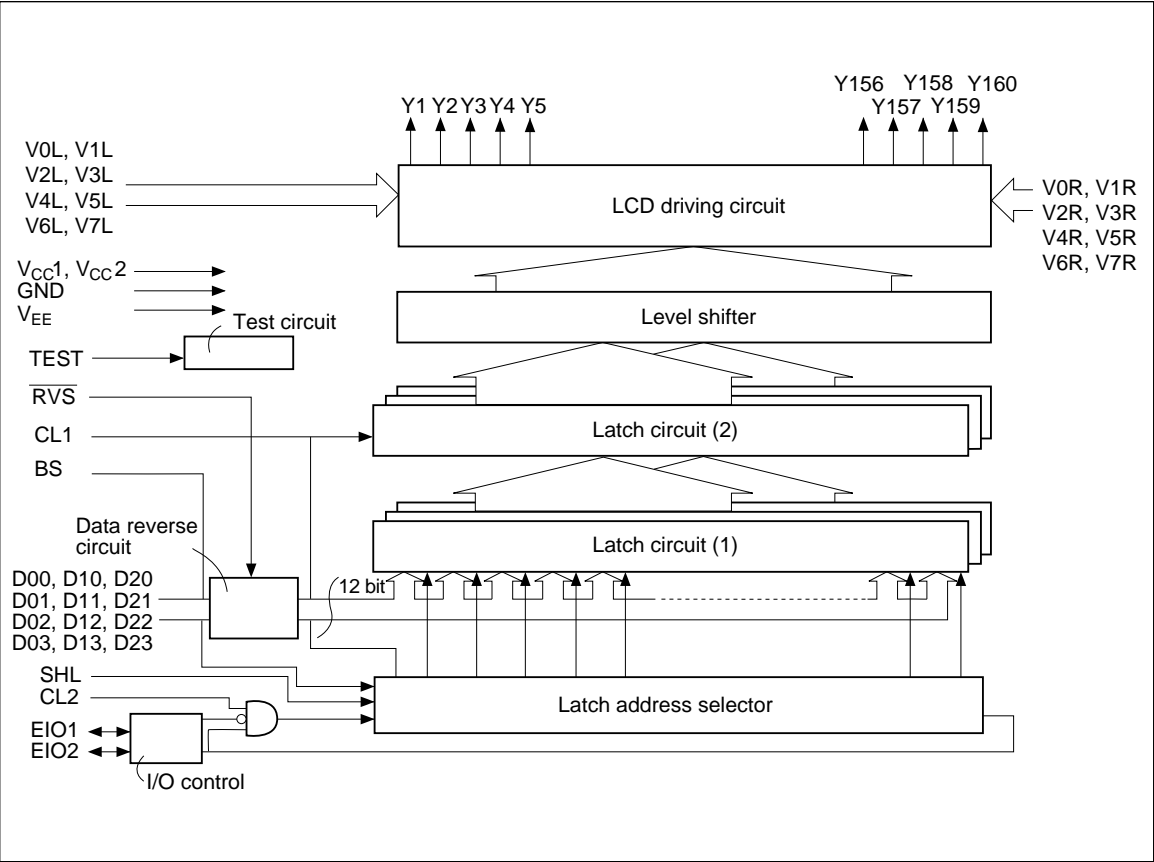 Y1 Y2 Y3 Y4 Y5
Y156 Y158 Y160
Y157 Y159
V0L, V1L
V2L, V3L
V4L, V5L
V6L, V7L
LCD driving circuit
V0R, V1R
V2R, V3R
V4R, V5R
V6R, V7R
VCC1, VCC2
GND
VEE
Level shifter
Test circuit
TEST
RVS
CL1
Latch circuit (2)
BS
Data reverse
circuit
Latch circuit (1)
12 bit
D00, D10, D20
D01, D11, D21
D02, D12, D22
D03, D13, D23
SHL
CL2
Latch address selector
EIO1
EIO2
I/O control